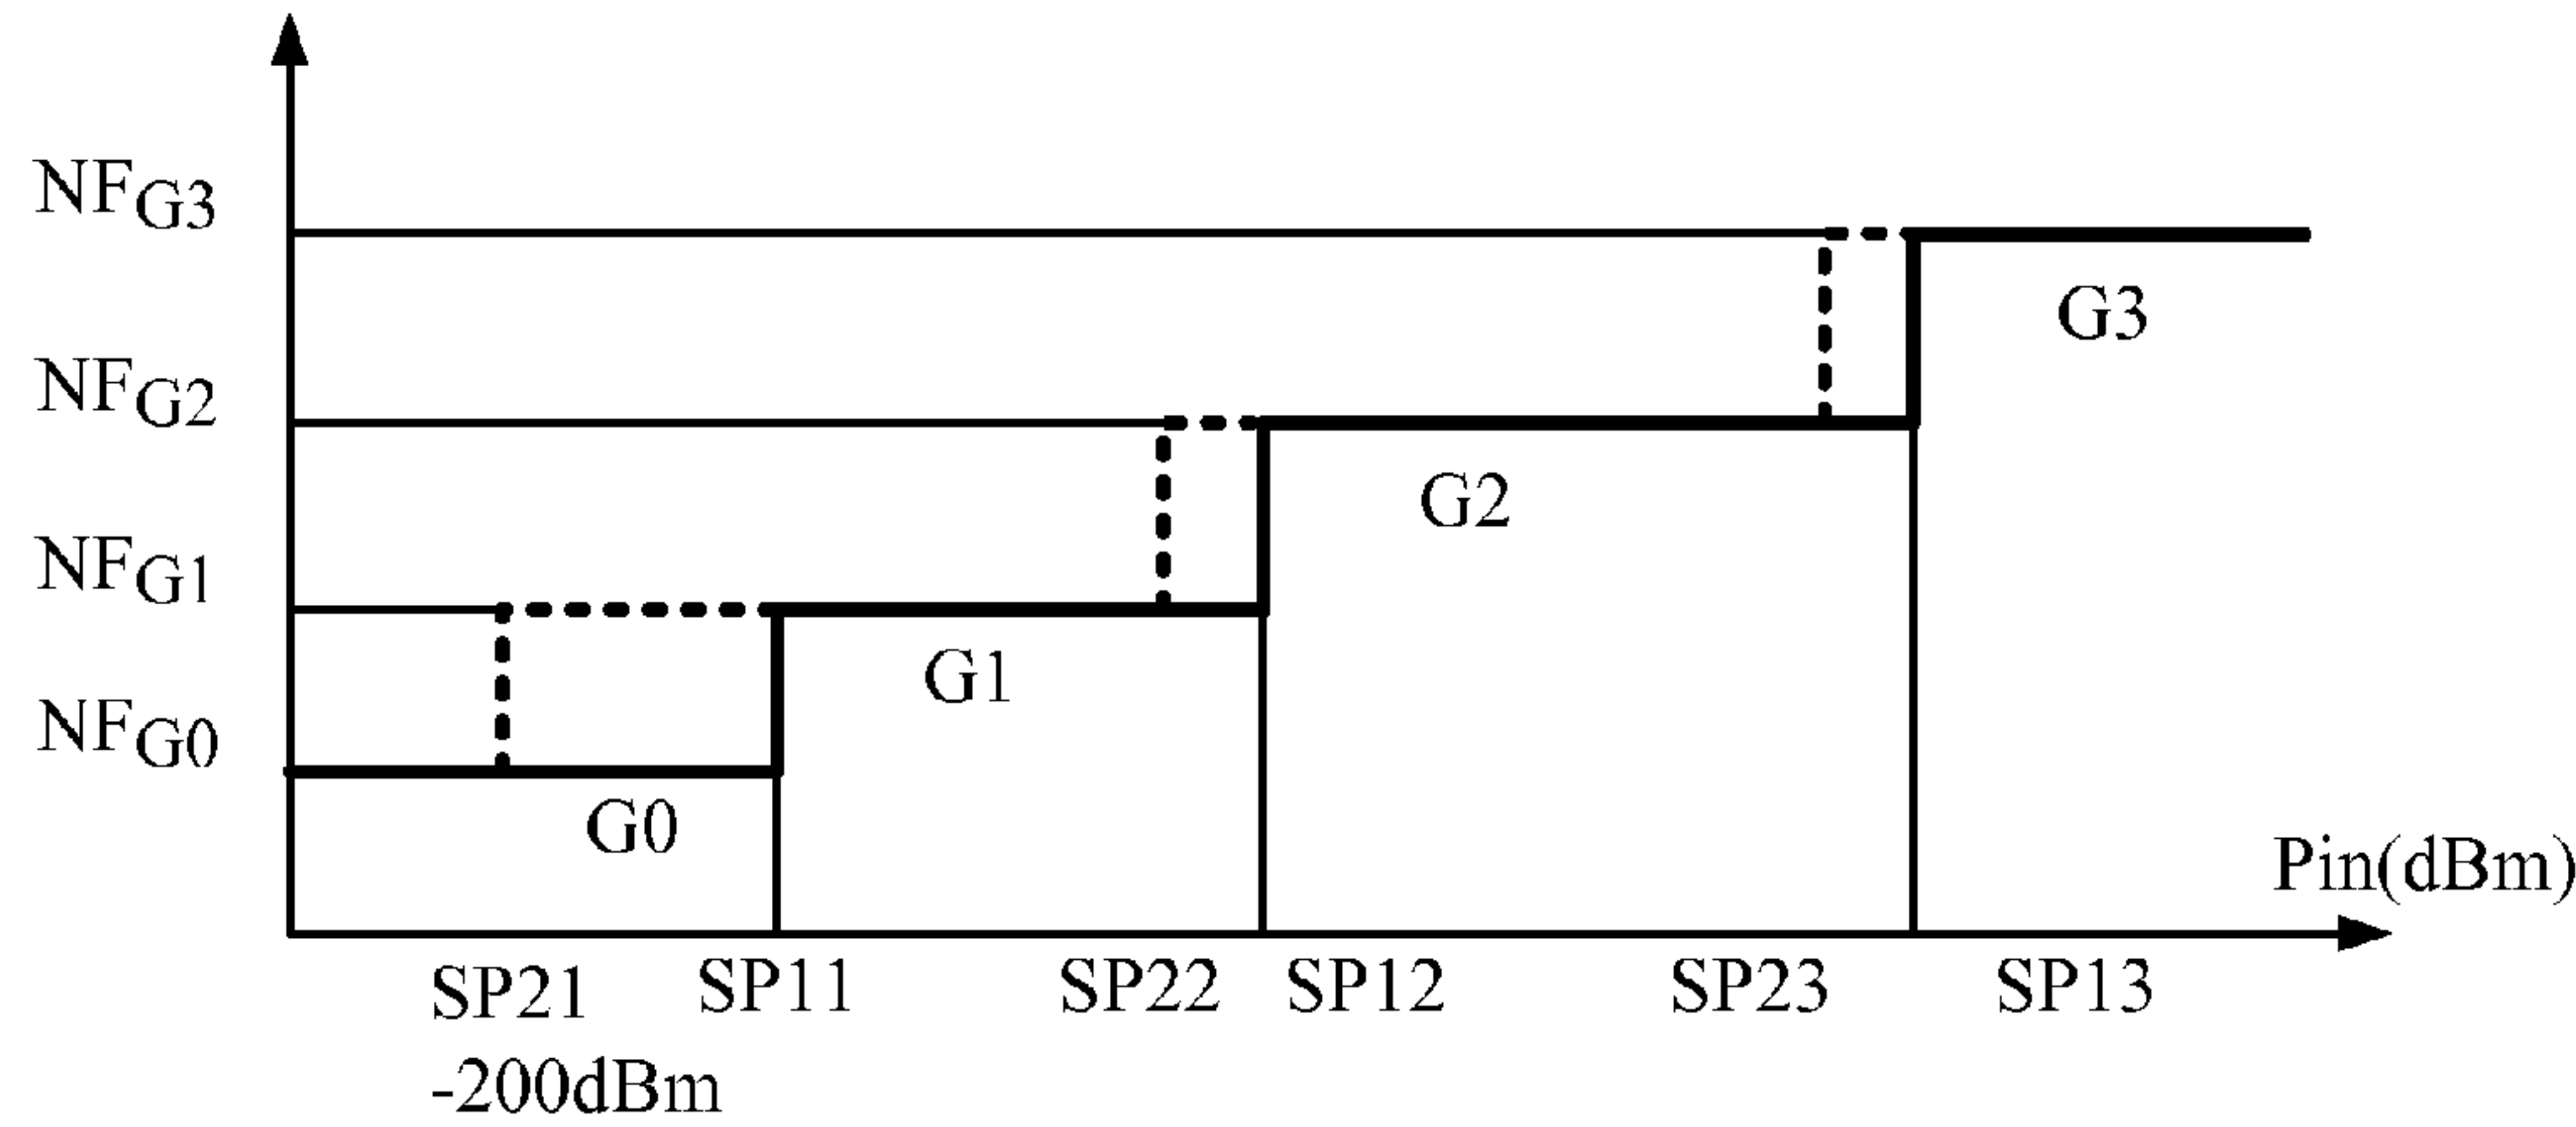 NFG3
G3
NFG2
G2
NFG1
G1
NFG0
G0
Pin(dBm)
SP21 SP11 SP22 SP12 SP23 SP13
-200dBm